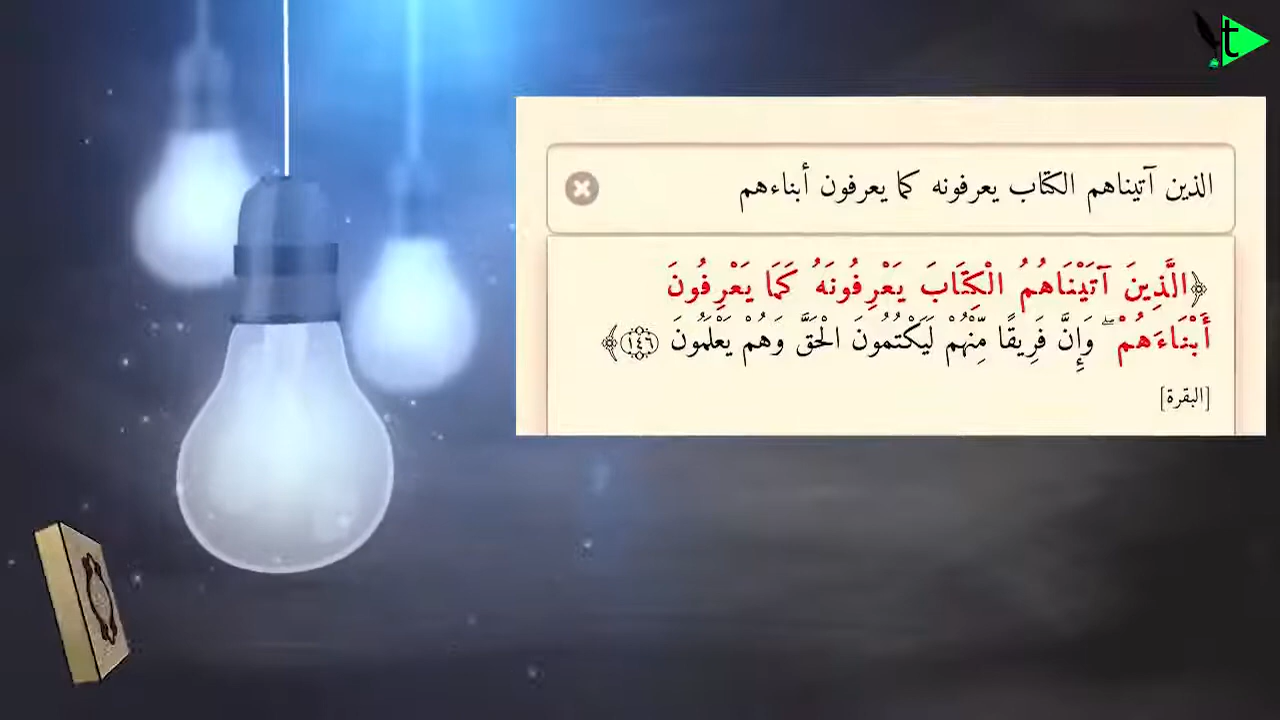 t
الذين آتيناهم الكتاب يعرفونه كما يعرفون أبناءهم
﴿الَّذِينَ آتَيْنَاهُمُ الْكِتَابَ يَعْرِفُونَهُ كَمَا يَعْرِفُونَ
أَبْنَاءَهُمْ ۖ وَإِنَّ فَرِيقًا مِّنْهُمْ لَيَكْتُمُونَ الْحَقَّ وَهُمْ يَعْلَمُونَ ﴿١٤٦﴾
[البقرة]